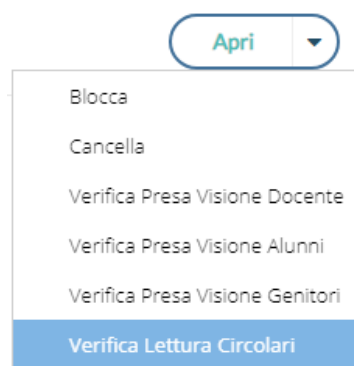 Apri
Blocca
Cancella
Verifica Presa Visione Docente
Verifica Presa Visione Alunni
Verifica Presa Visione Genitori
Verifica Lettura Circolari